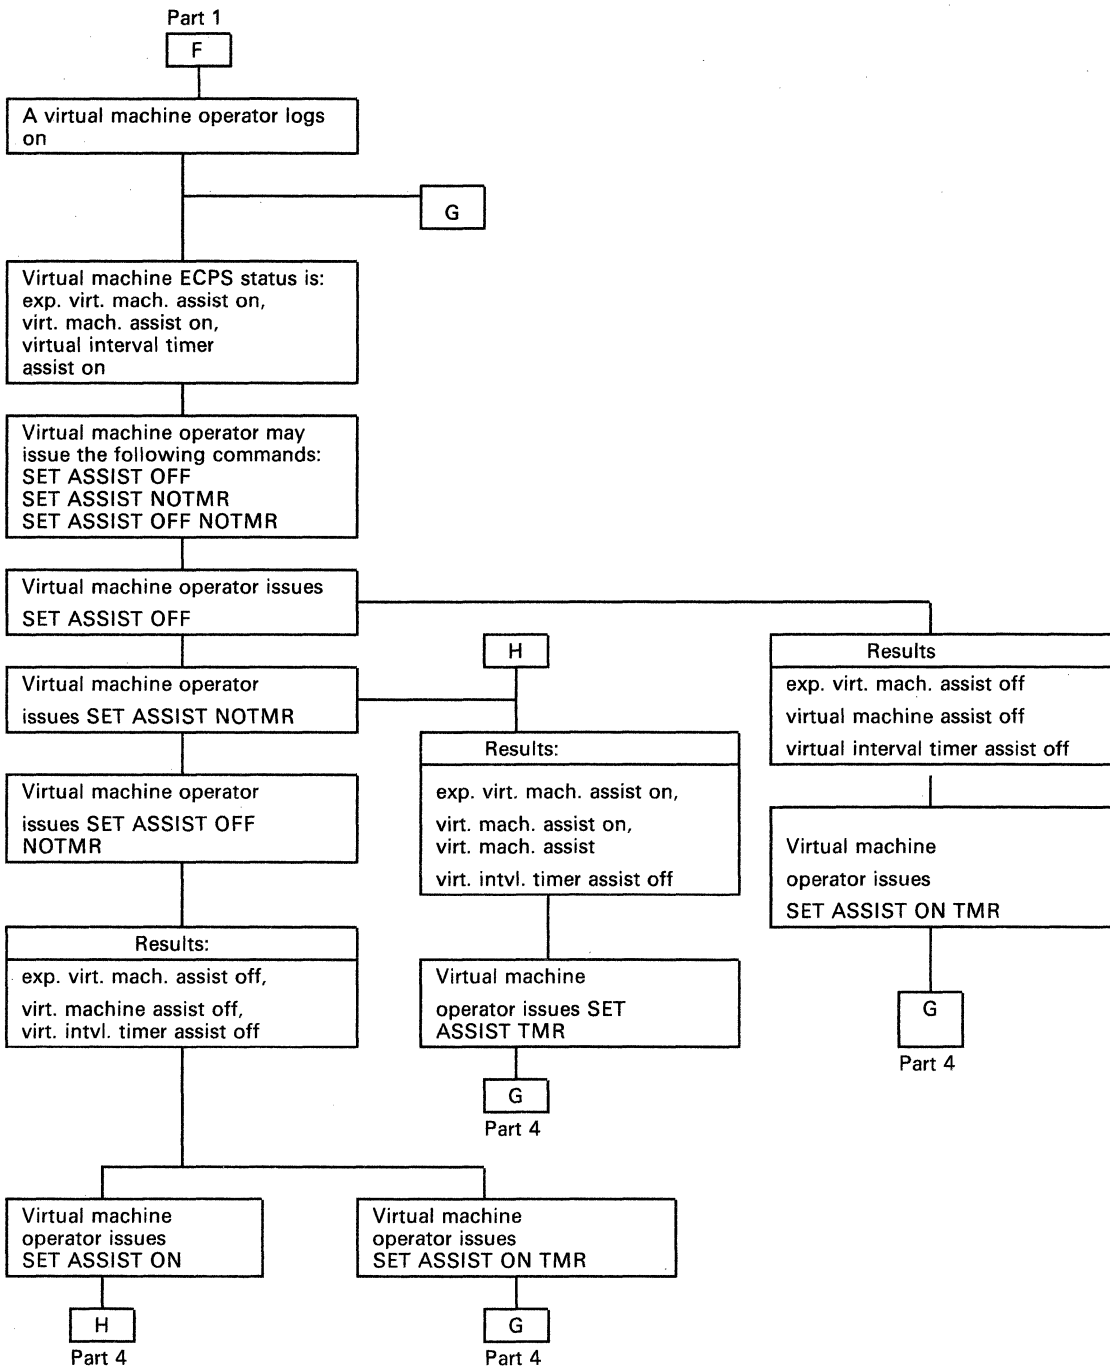 Part 1
F
A virtual machine operator logs
on
G
Virtual machine ECPS status is:
exp. virt. mach. assist on,
virt. mach. assist on,
virtual interval timer
assist on
Virtual machine operator may
issue the following commands:
SET ASSIST OFF
SET ASSIST NOTMR
SET ASSIST OFF NOTMR
Virtual machine operator issues
SET ASSIST OFF
H
Virtual machine operator
issues SET ASSIST NOTMR
Virtual machine operator
issues SET ASSIST OFF
NOTMR
Results:
exp. virt. mach. assist off,
virt. machine assist off,
virt. intvl. timer assist off
Results:
exp. virt. mach. assist on,
virt. mach. assist on,
virt. mach. assist
virt. intvl. timer assist off
Virtual machine
operator issues SET
ASSIST TMR
G
Part 4
Results
exp. virt. mach. assist off
virtual machine assist off
virtual interval timer assist off
Virtual machine
operator issues
SET ASSIST ON TMR
G
Part 4
Virtual machine
operator issues
SET ASSIST ON
H
Part 4
Virtual machine
operator issues
SET ASSIST ON TMR
G
Part 4